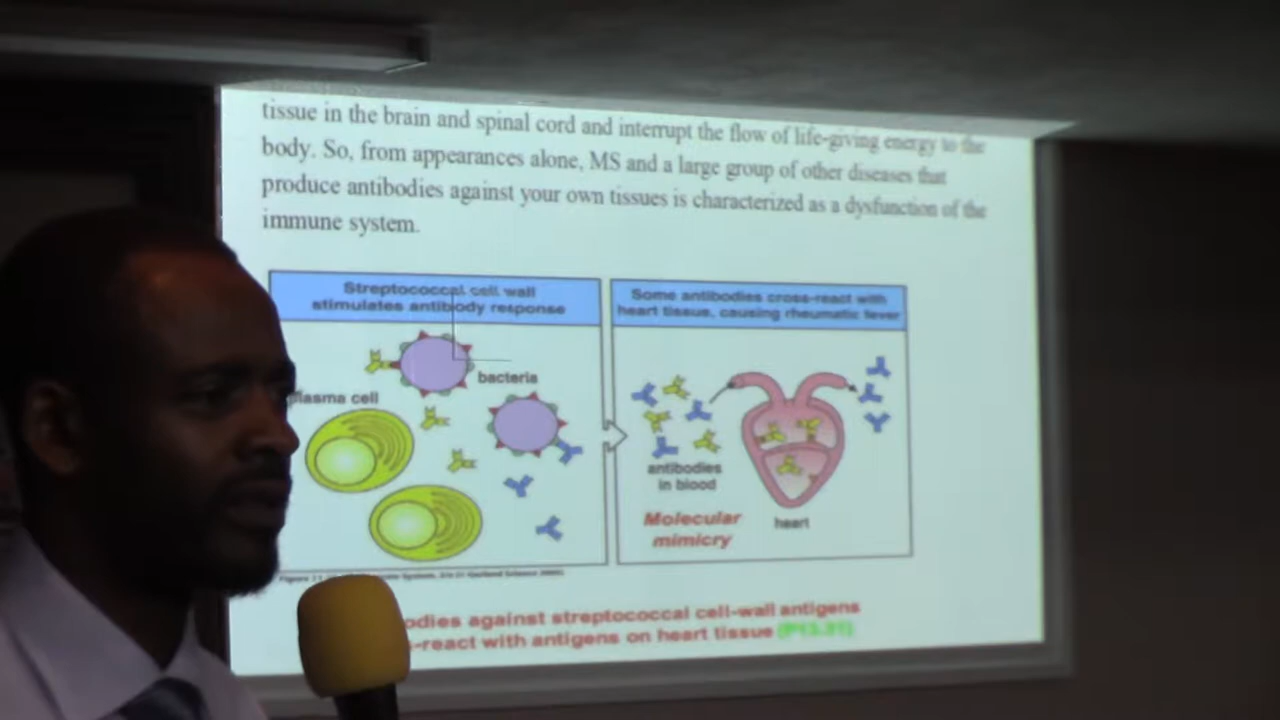 tissue in the brain and spinal cord and interrupt the flow of life-giving energy to the
body. So, from appearances alone, MS and a large group of other diseases that
produce antibodies against your own tissues is characterized as a dysfunction of the
immune system.
Streptococcal cell wall
stimulates antibody response
bacteria
plasma cell
Some antibodies cross-react with
heart tissue, causing rheumatic fever
antibodies
in blood
Molecular
mimicry
heart
odies against streptococcal cell-wall antigens
-react with antigens on heart tissue